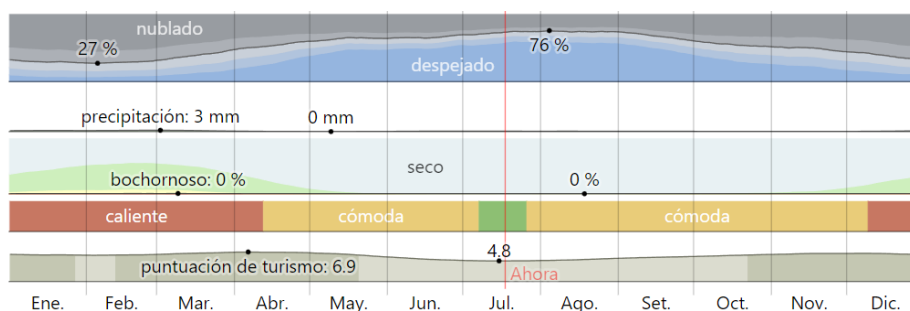 nublado
27 %
76 %
despejado
precipitación: 3 mm
0 mm
seco
bochornoso: 0 %
0 %
caliente
cómoda
cómoda
puntuación de turismo: 6.9
4.8
Ahora
Ene. Feb. Mar. Abr. May. Jun. Jul. Ago. Set. Oct. Nov. Dic.